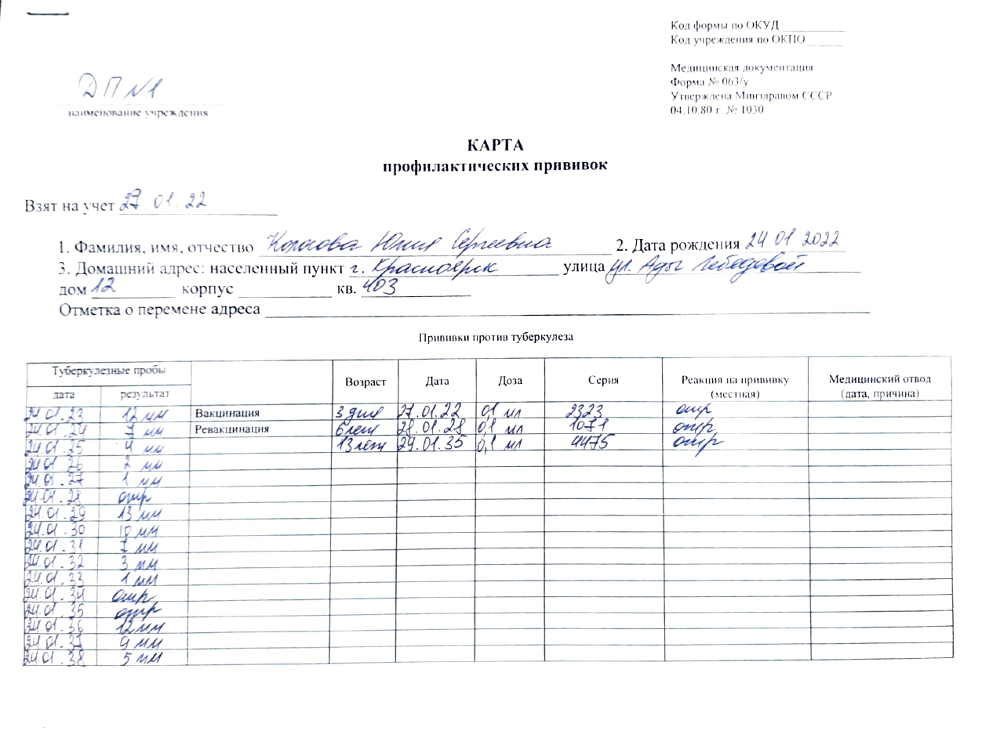 Код формы по ОКУД
Код учреждения по ОКПО
Медицинская документация
Форма № 063/у
Утверждена Минздравом СССР
04.10.80 г. № 1030
ДП №1
наименование учреждения
КАРТА
профилактических прививок
Взят на учет 27.01.22
1. Фамилия, имя, отчество Колосова Юлия Сергеевна 2. Дата рождения 24 01 2022
3. Домашний адрес: населенный пункт г. Красноярск улица ул. Ады Лебедевой
дом 12 корпус кв. 403
Отметка о перемене адреса
Прививки против туберкулеза
Туберкулезные пробы Возраст Дата Доза Серия Реакция на прививку (местная) Медицинский отвод (дата, причина)
дата результат
24.01.23 12 мм Вакцинация 3 дня 27.01.22 0,1 мл 2323 отр
24.01.24 7 мм Ревакцинация 6 лет 28.01.28 0,1 мл 1071 отр
24.01.25 4 мм 13 лет 29.01.35 0,1 мл 4475 отр
24.01.26 2 мм
24.01.27 1 мм
24.01.28 отр
24.01.29 13 мм
24.01.30 10 мм
24.01.31 7 мм
24.01.32 3 мм
24.01.33 1 мм
24.01.34 отр
24.01.35 отр
24.01.36 12 мм
24.01.37 9 мм
24.01.38 5 мм